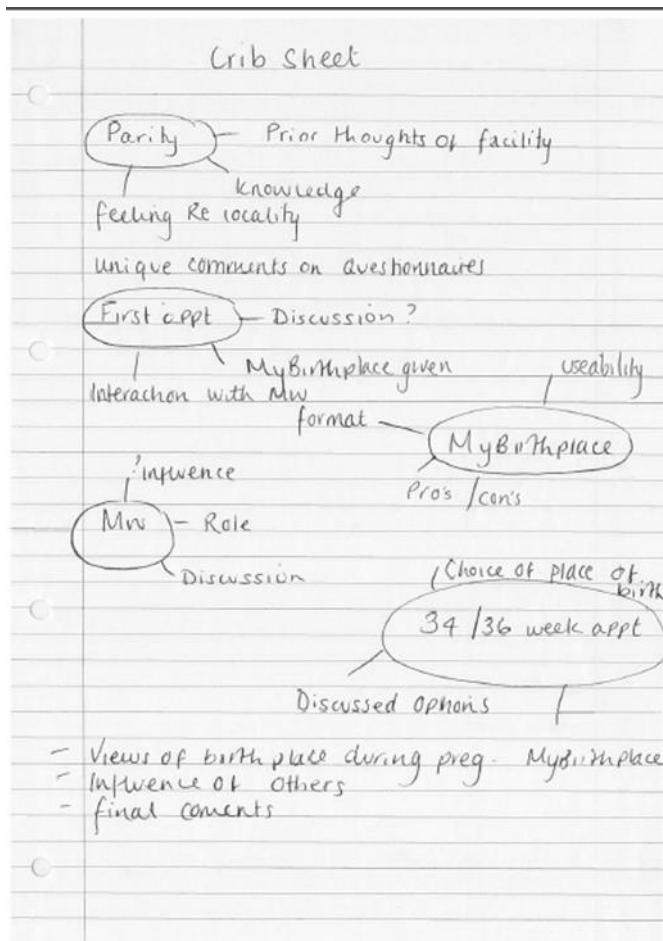 Crib Sheet
Parity - Prior thoughts of facility
Knowledge
feeling Re locality
unique comments on questionnaires
First appt - Discussion?
MyBirthplace given
Interaction with MW
useability
format
MyBirthplace
Pro's / con's
?influence
MW - Role
Discussion
Choice of place of birth
34/36 week appt
Discussed options
MyBirthplace
- Views of birth place during preg.
- Influence of others
- final coments